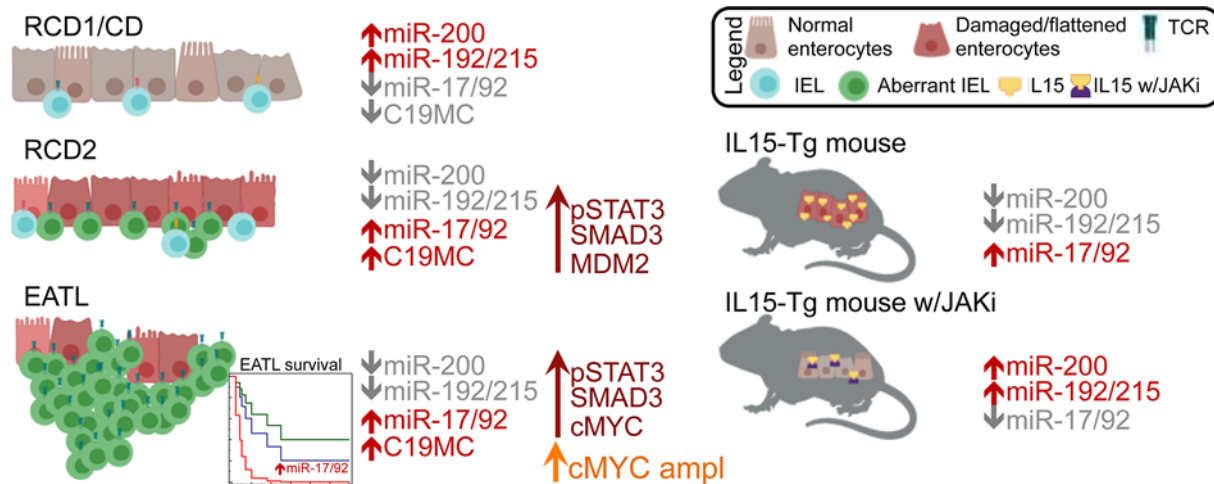 RCD1/CD
↑miR-200
↑miR-192/215
↓miR-17/92
↓C19MC
RCD2
↓miR-200
↓miR-192/215
↑miR-17/92
↑C19MC
pSTAT3
SMAD3
MDM2
EATL
EATL survival
↑miR-17/92
↓miR-200
↓miR-192/215
↑miR-17/92
↑C19MC
pSTAT3
SMAD3
cMYC
cMYC ampl
Legend
Normal
enterocytes
Damaged/flattened
enterocytes
TCR
IEL
Aberrant IEL
L15
IL15 w/JAKi
IL15-Tg mouse
↓miR-200
↓miR-192/215
↑miR-17/92
IL15-Tg mouse w/JAKi
↑miR-200
↑miR-192/215
↓miR-17/92